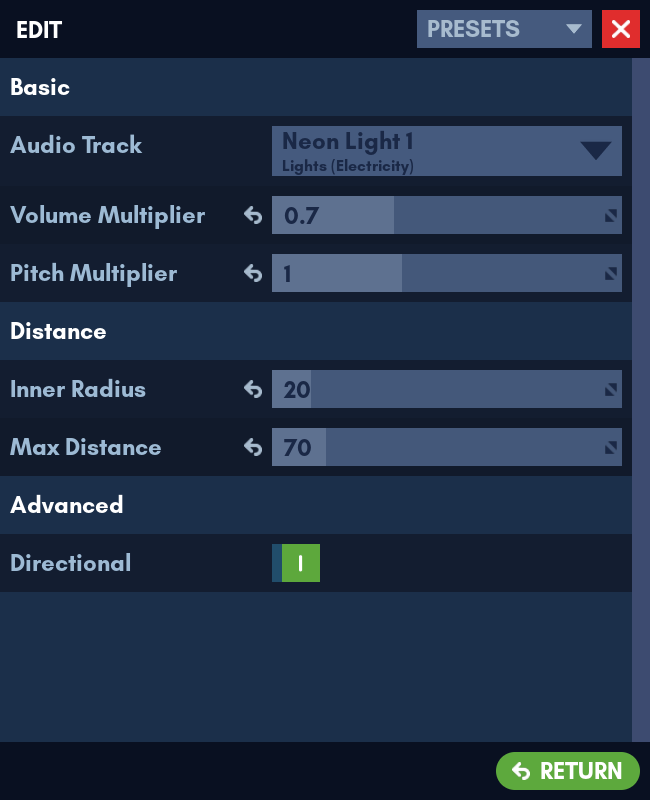 EDIT
PRESETS
Basic
Audio Track
Neon Light 1
Lights (Electricity)
Volume Multiplier
0.7
Pitch Multiplier
1
Distance
Inner Radius
20
Max Distance
70
Advanced
Directional
I
RETURN